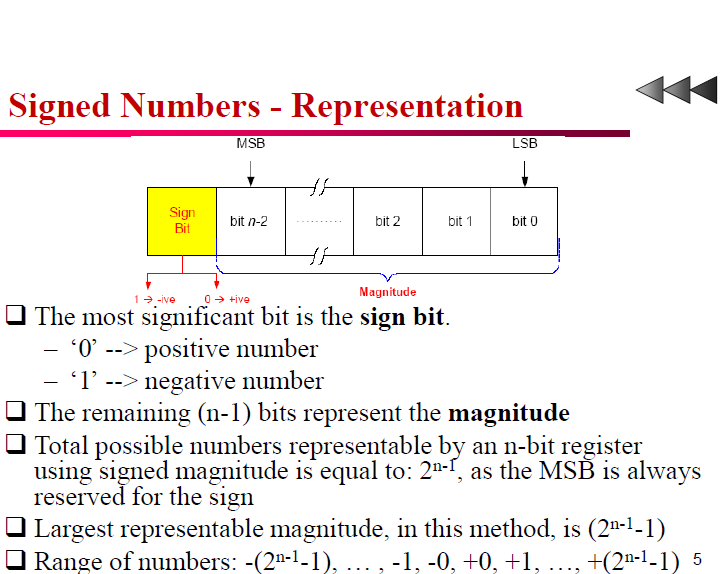 Signed Numbers - Representation
MSB LSB
Sign Bit bit n-2 .......... bit 2 bit 1 bit 0
1 → -ive 0 → +ive
Magnitude
❑ The most significant bit is the sign bit.
– ‘0’ --> positive number
– ‘1’ --> negative number
❑ The remaining (n-1) bits represent the magnitude
❑ Total possible numbers representable by an n-bit register
using signed magnitude is equal to: 2ⁿ⁻¹, as the MSB is always
reserved for the sign
❑ Largest representable magnitude, in this method, is (2ⁿ⁻¹-1)
❑ Range of numbers: -(2ⁿ⁻¹-1), … , -1, -0, +0, +1, …, +(2ⁿ⁻¹-1) 5